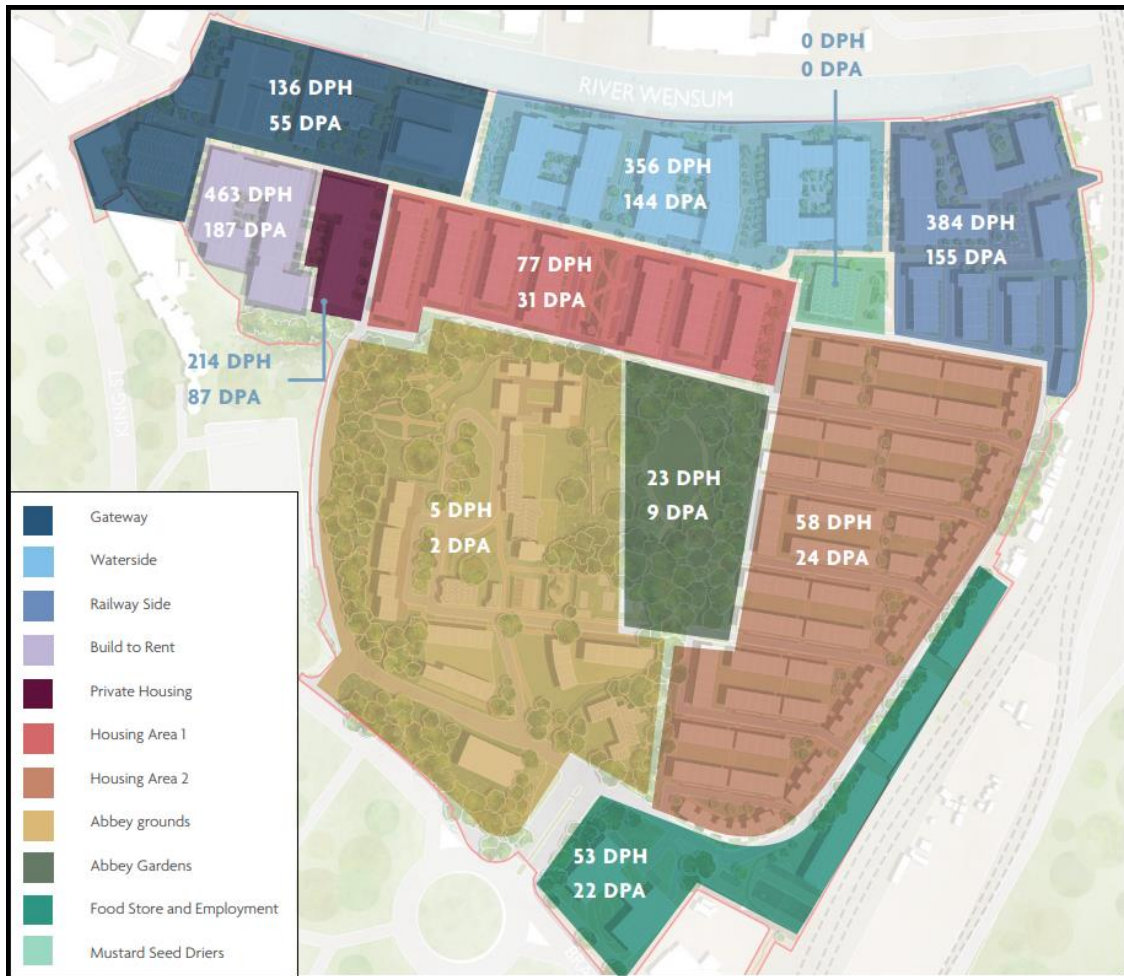 0 DPH
0 DPA
RIVER WENSUM
136 DPH
55 DPA
356 DPH
144 DPA
463 DPH
187 DPA
384 DPH
155 DPA
77 DPH
31 DPA
214 DPH
87 DPA
KING ST
23 DPH
9 DPA
5 DPH
2 DPA
58 DPH
24 DPA
53 DPH
22 DPA
Gateway
Waterside
Railway Side
Build to Rent
Private Housing
Housing Area 1
Housing Area 2
Abbey grounds
Abbey Gardens
Food Store and Employment
Mustard Seed Driers